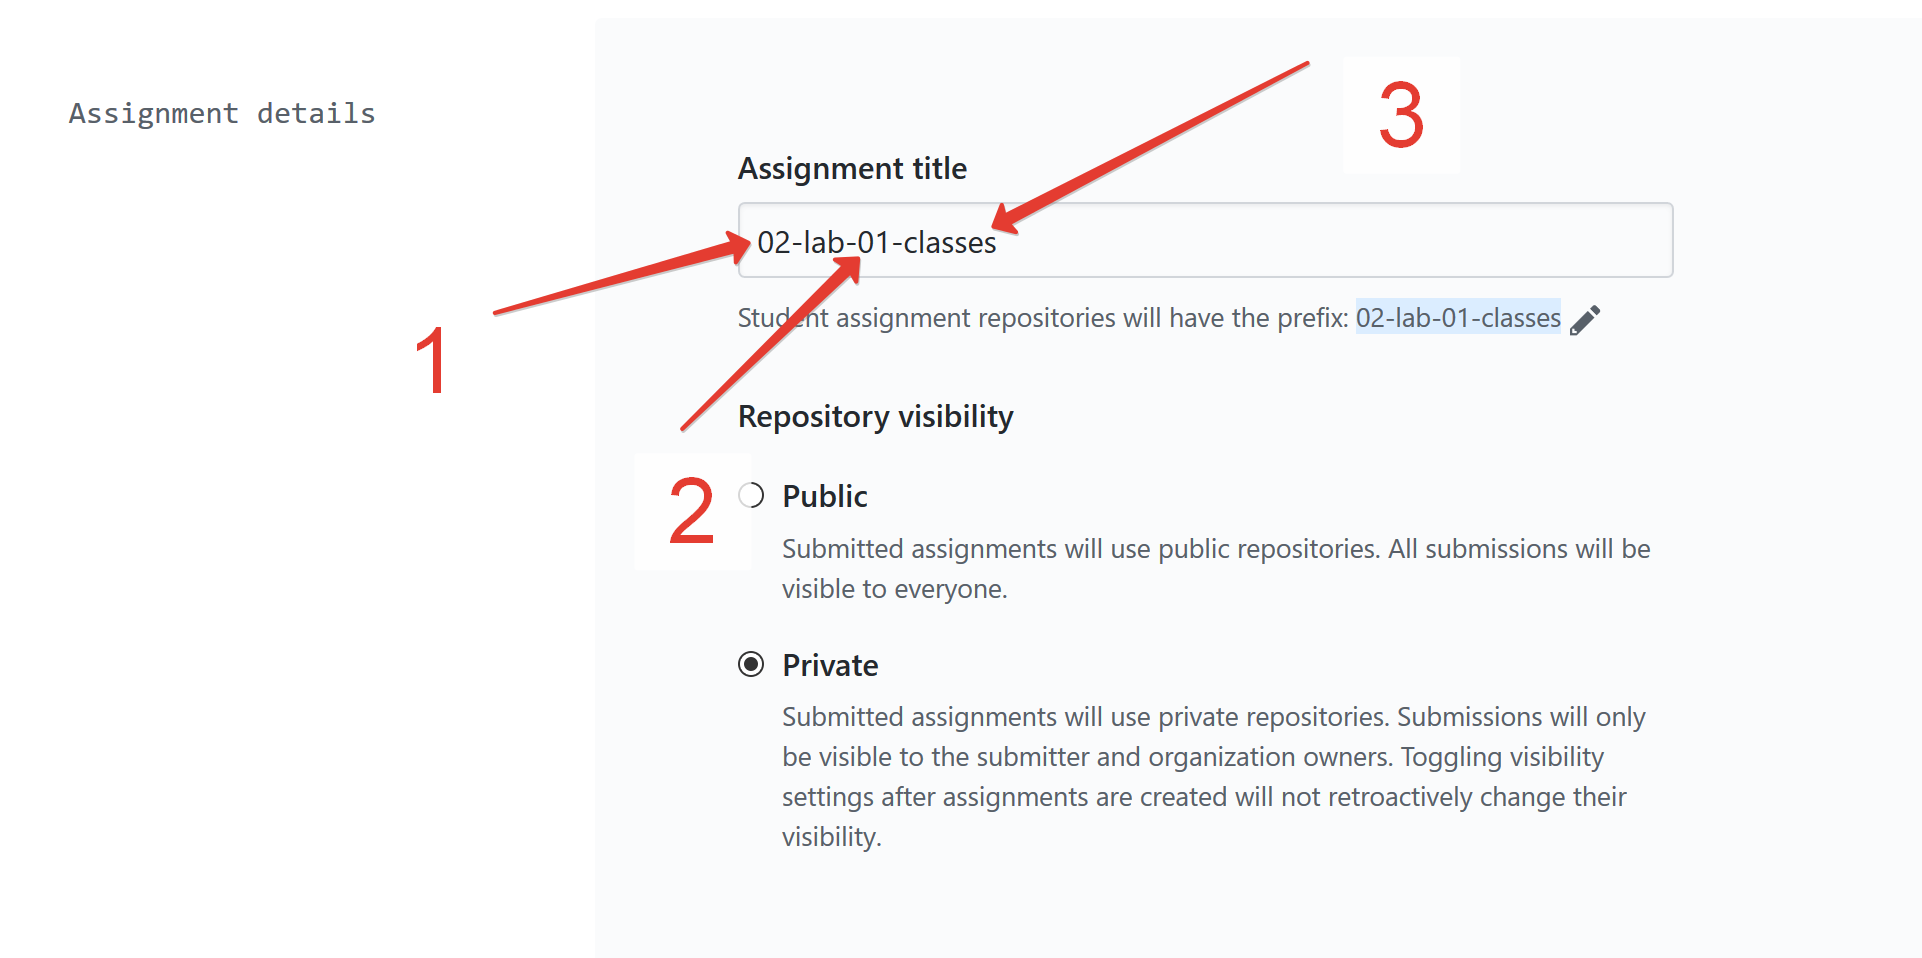 Assignment details
3
Assignment title
02-lab-01-classes
Student assignment repositories will have the prefix: 02-lab-01-classes
1
Repository visibility
2
Public
Submitted assignments will use public repositories. All submissions will be
visible to everyone.
Private
Submitted assignments will use private repositories. Submissions will only
be visible to the submitter and organization owners. Toggling visibility
settings after assignments are created will not retroactively change their
visibility.